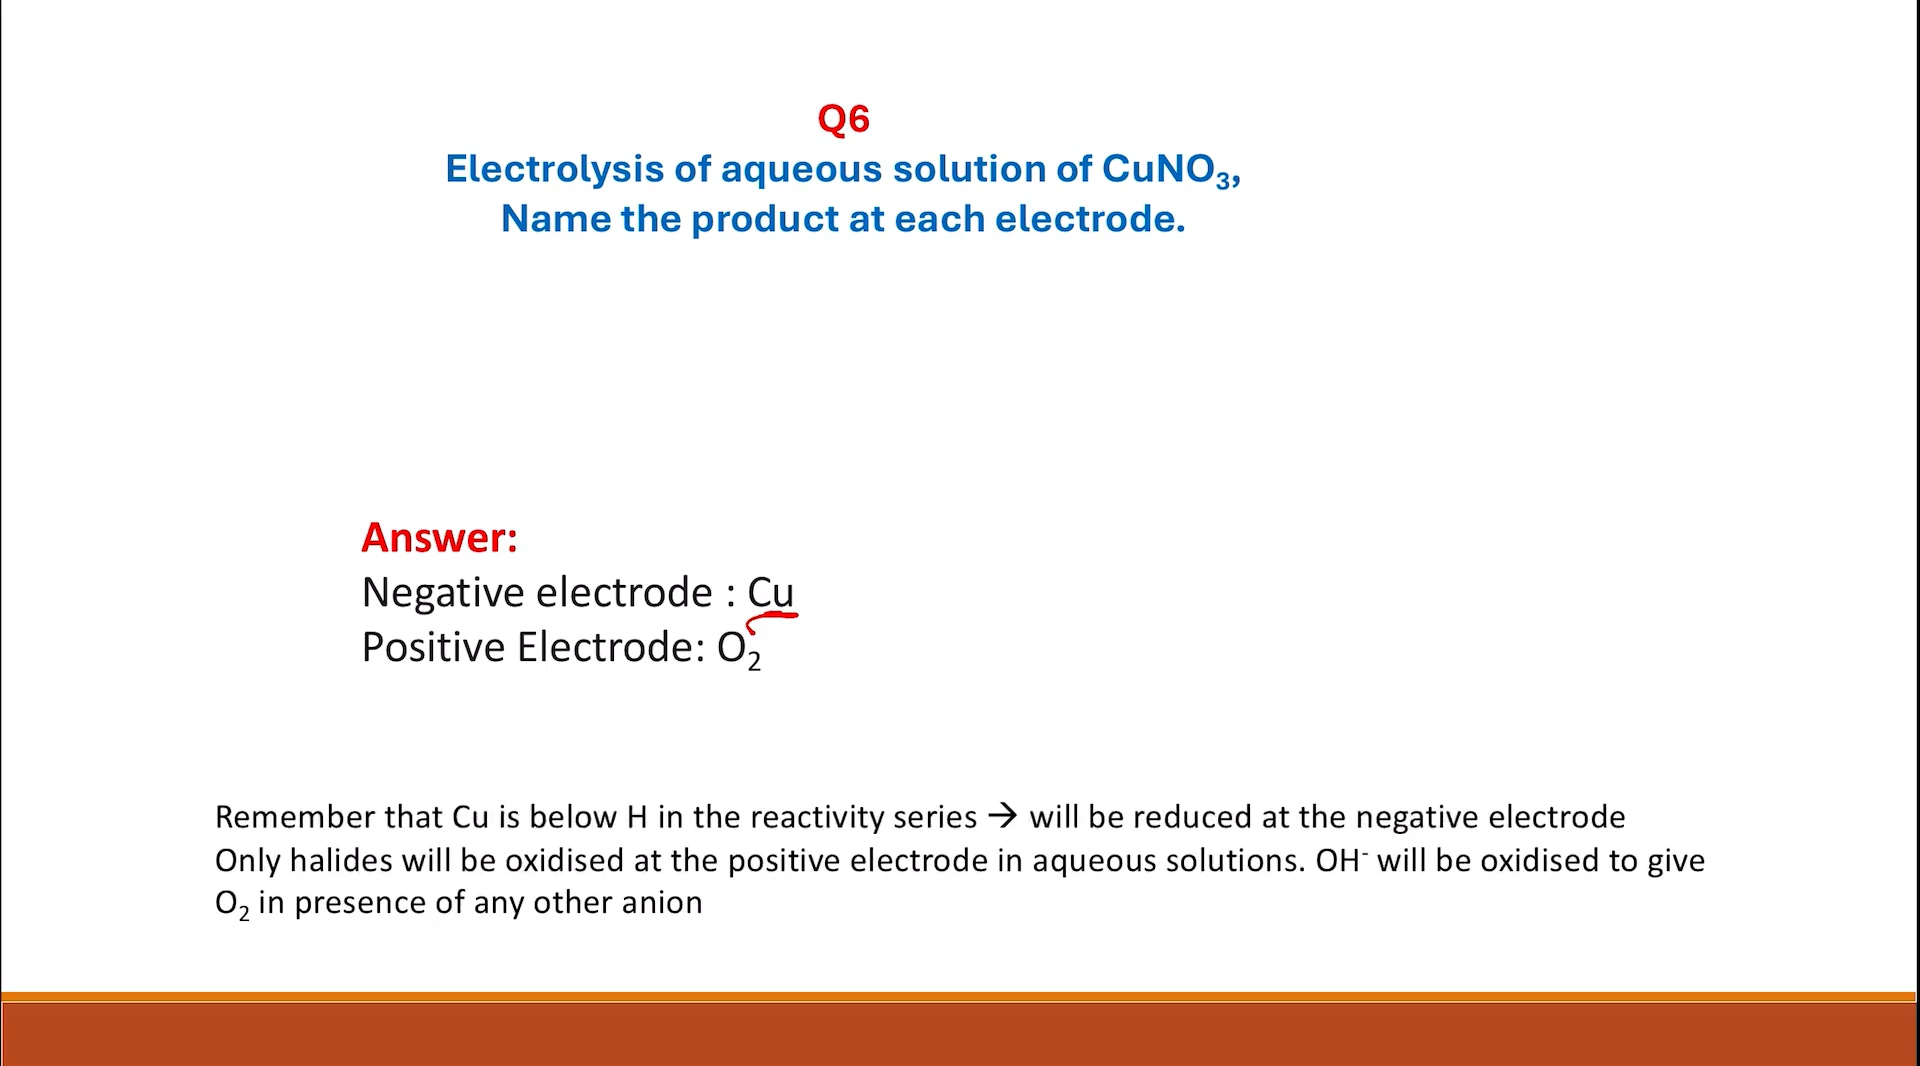 Q6
Electrolysis of aqueous solution of CuNO₃,
Name the product at each electrode.
Answer:
Negative electrode : Cu
Positive Electrode: O₂
Remember that Cu is below H in the reactivity series → will be reduced at the negative electrode
Only halides will be oxidised at the positive electrode in aqueous solutions. OH⁻ will be oxidised to give
O₂ in presence of any other anion